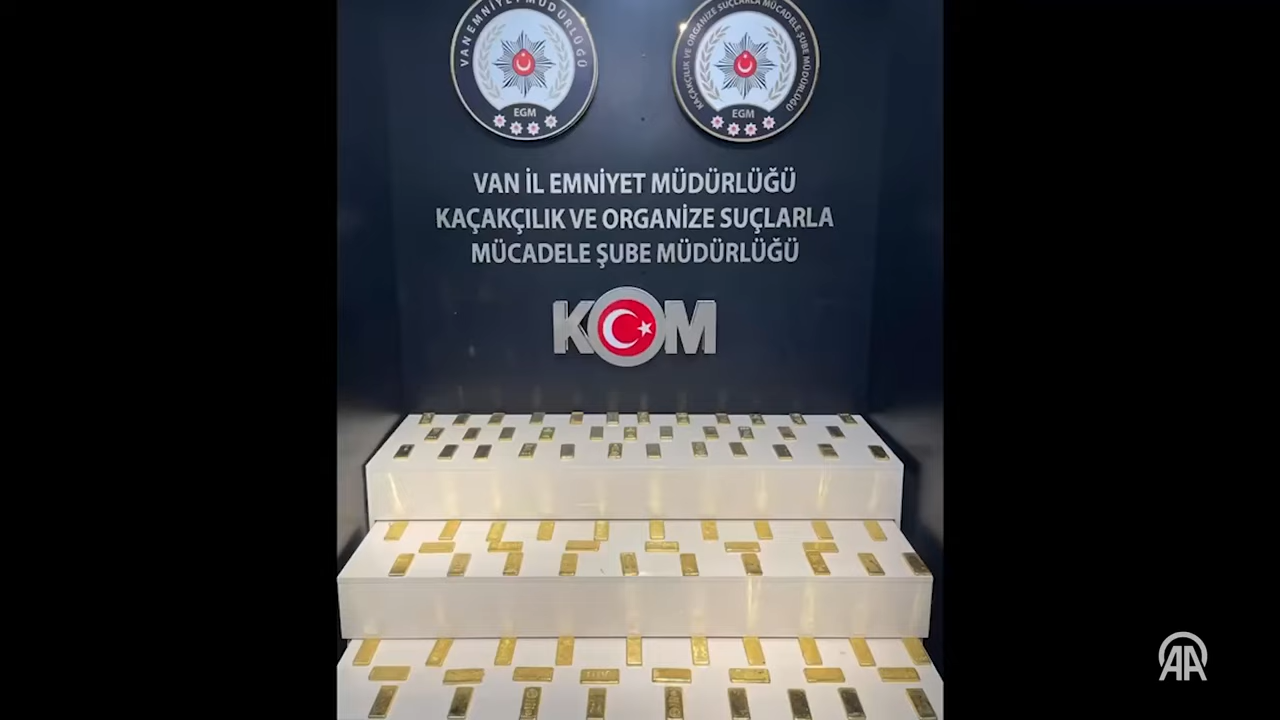 VAN EMNİYET MÜDÜRLÜĞÜ
EGM
KAÇAKÇILIK VE ORGANİZE SUÇLARLA MÜCADELE ŞUBE MÜDÜRLÜĞÜ
EGM
VAN İL EMNİYET MÜDÜRLÜĞÜ
KAÇAKÇILIK VE ORGANİZE SUÇLARLA
MÜCADELE ŞUBE MÜDÜRLÜĞÜ
KOM
AA